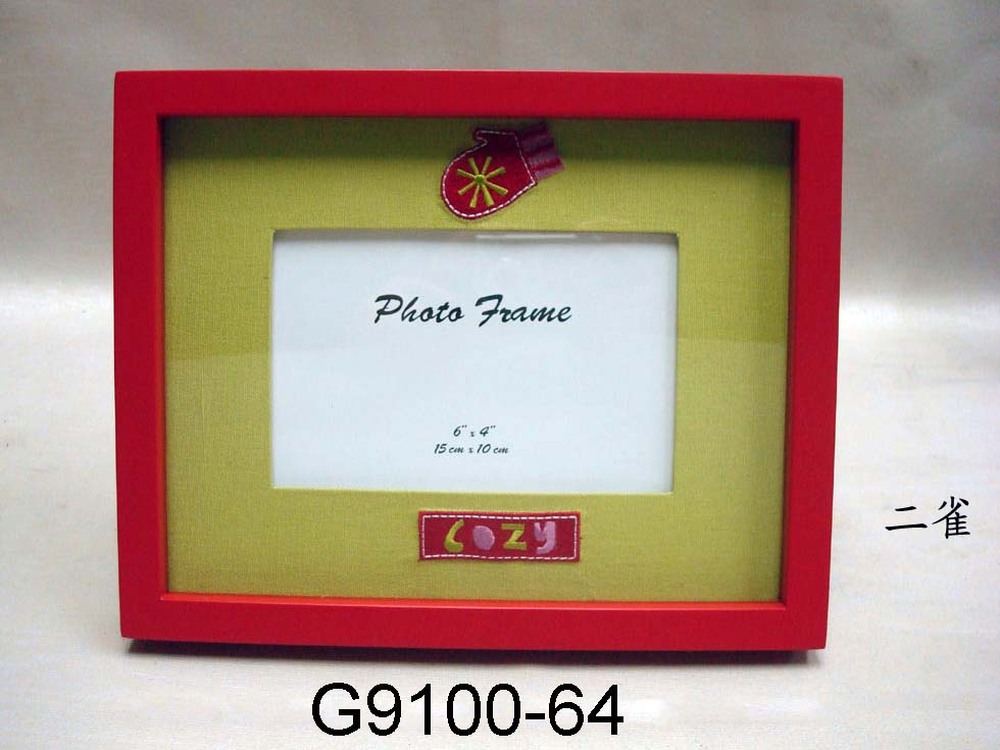 Photo Frame
6" x 4"
15 cm x 10 cm
COZY
二雀
G9100-64